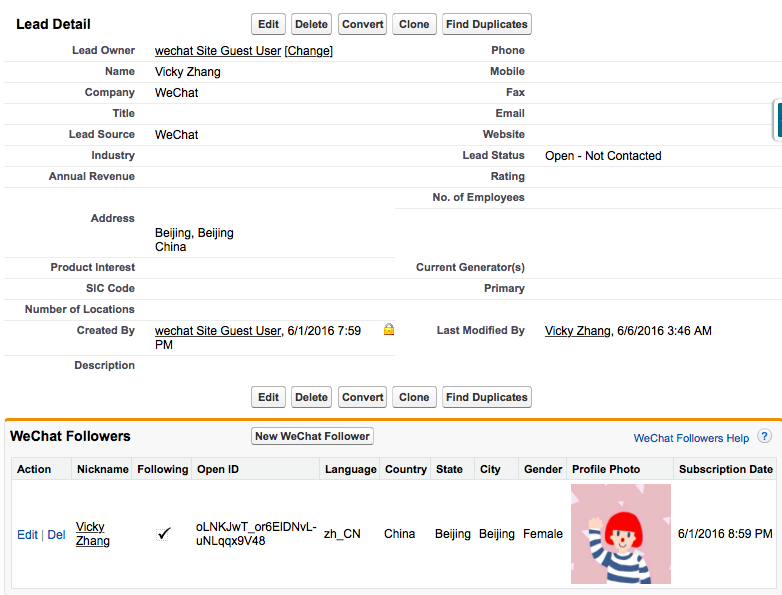 Lead Detail
Edit Delete Convert Clone Find Duplicates
Lead Owner wechat Site Guest User [Change] Phone
Name Vicky Zhang Mobile
Company WeChat Fax
Title Email
Lead Source WeChat Website
Industry Lead Status Open - Not Contacted
Annual Revenue Rating
No. of Employees
Address
Beijing, Beijing
China
Product Interest Current Generator(s)
SIC Code Primary
Number of Locations
Created By wechat Site Guest User, 6/1/2016 7:59 Last Modified By Vicky Zhang, 6/6/2016 3:46 AM
PM
Description
Edit Delete Convert Clone Find Duplicates
WeChat Followers New WeChat Follower WeChat Followers Help ?
Action Nickname Following Open ID Language Country State City Gender Profile Photo Subscription Date
Edit | Del Vicky Zhang oLNKJwT_or6EIDNvL-uNLqqx9V48 zh_CN China Beijing Beijing Female 6/1/2016 8:59 PM